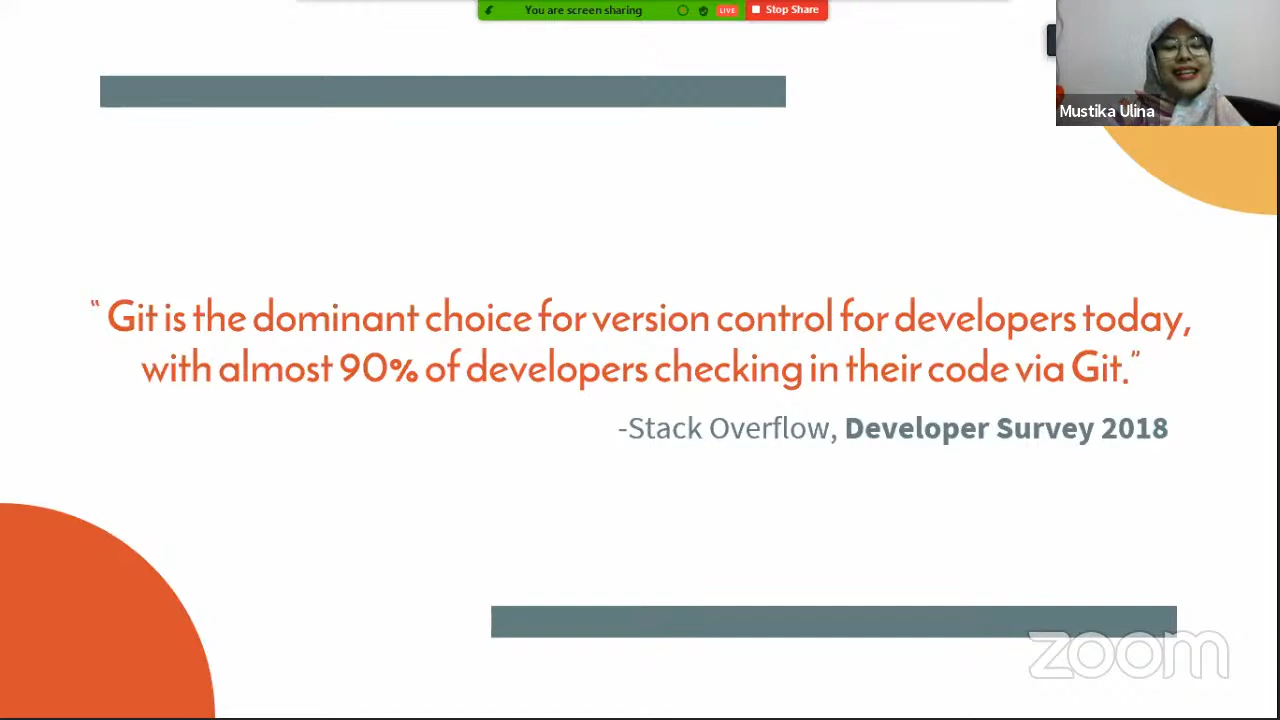 You are screen sharing
LIVE
Stop Share
Mustika Ulina
“ Git is the dominant choice for version control for developers today,
with almost 90% of developers checking in their code via Git.”
-Stack Overflow, Developer Survey 2018
zoom